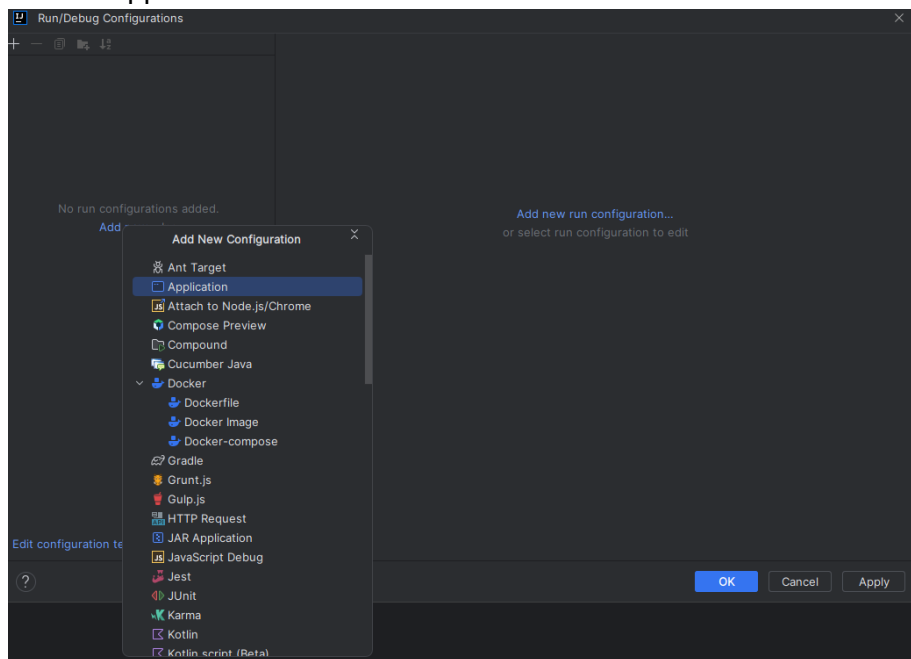 Run/Debug Configurations
No run configurations added.
Add
Add new run configuration...
or select run configuration to edit
Add New Configuration
Ant Target
Application
Attach to Node.js/Chrome
Compose Preview
Compound
Cucumber Java
Docker
Dockerfile
Docker Image
Docker-compose
Gradle
Grunt.js
Gulp.js
HTTP Request
JAR Application
JavaScript Debug
Jest
JUnit
Karma
Kotlin
Kotlin script (Beta)
Edit configuration te
?
OK
Cancel
Apply